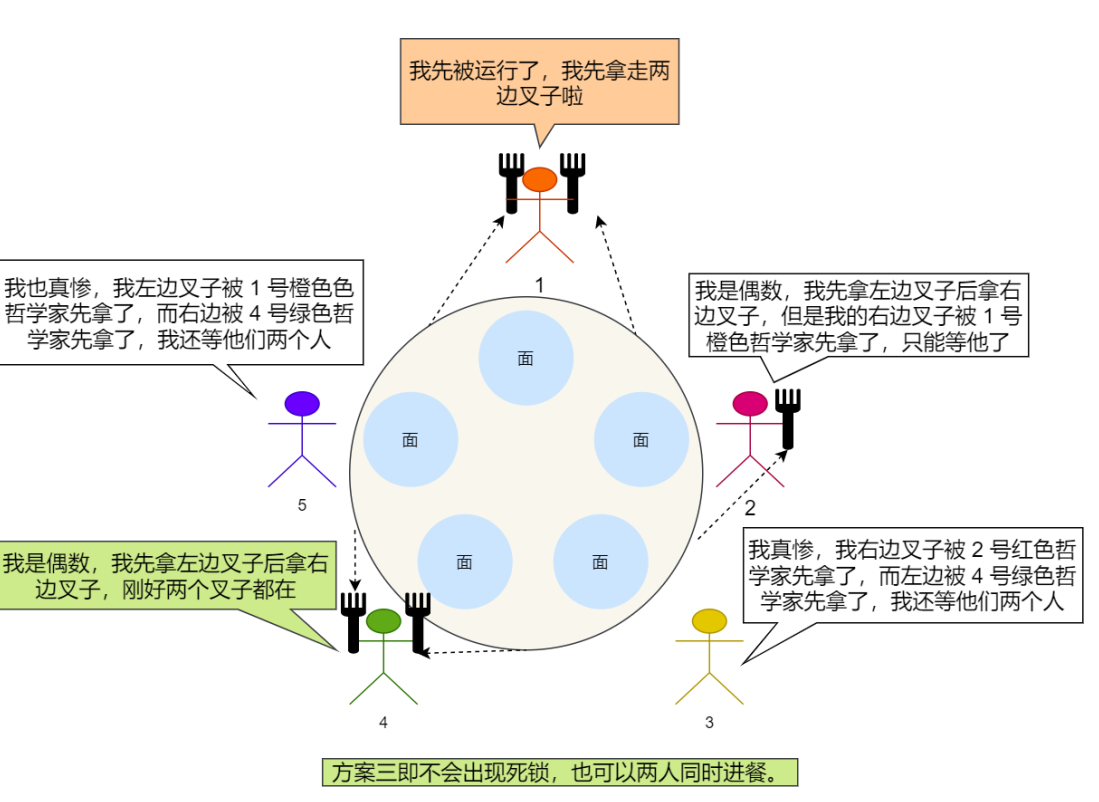 我先被运行了，我先拿走两
边叉子啦
1
我也真惨，我左边叉子被 1 号橙色色
哲学家先拿了，而右边被 4 号绿色哲
学家先拿了，我还等他们两个人
我是偶数，我先拿左边叉子后拿右
边叉子，但是我的右边叉子被 1 号
橙色哲学家先拿了，只能等他了
面
面
面
5
2
我是偶数，我先拿左边叉子后拿右
边叉子，刚好两个叉子都在
面
面
我真惨，我右边叉子被 2 号红色哲
学家先拿了，而左边被 4 号绿色哲
学家先拿了，我还等他们两个人
4
3
方案三即不会出现死锁，也可以两人同时进餐。